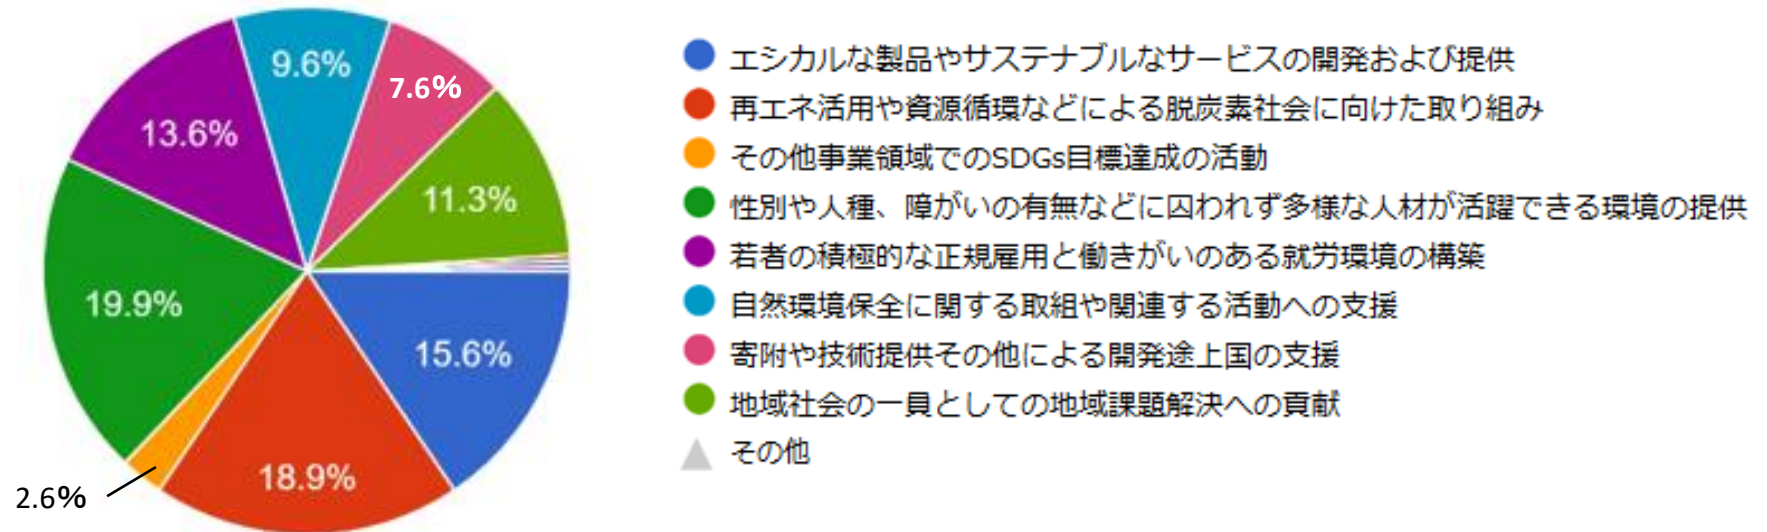 9.6%
7.6%
13.6%
11.3%
19.9%
15.6%
18.9%
2.6%
エシカルな製品やサステナブルなサービスの開発および提供
再エネ活用や資源循環などによる脱炭素社会に向けた取り組み
その他事業領域でのSDGs目標達成の活動
性別や人種、障がいの有無などに囚われず多様な人材が活躍できる環境の提供
若者の積極的な正規雇用と働きがいのある就労環境の構築
自然環境保全に関する取組や関連する活動への支援
寄附や技術提供その他による開発途上国の支援
地域社会の一員としての地域課題解決への貢献
その他